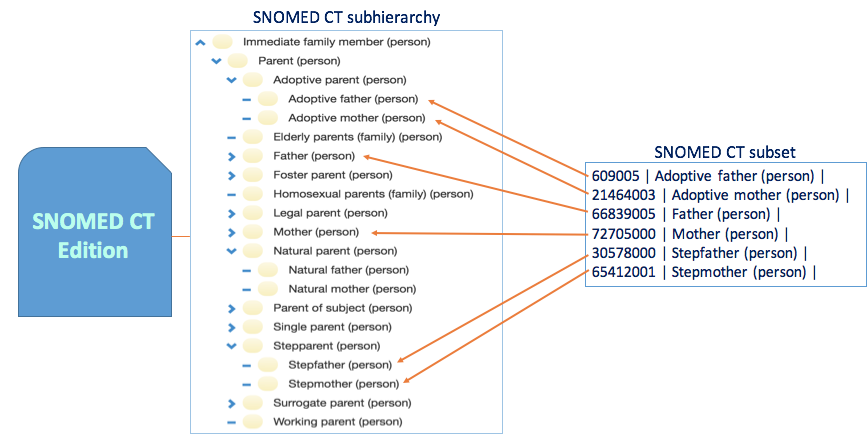 SNOMED CT subhierarchy
Immediate family member (person)
Parent (person)
Adoptive parent (person)
Adoptive father (person)
Adoptive mother (person)
Elderly parents (family) (person)
Father (person)
Foster parent (person)
Homosexual parents (family) (person)
Legal parent (person)
Mother (person)
Natural parent (person)
Natural father (person)
Natural mother (person)
Parent of subject (person)
Single parent (person)
Stepparent (person)
Stepfather (person)
Stepmother (person)
Surrogate parent (person)
Working parent (person)
SNOMED CT
Edition
SNOMED CT subset
609005 | Adoptive father (person) |
21464003 | Adoptive mother (person) |
66839005 | Father (person) |
72705000 | Mother (person) |
30578000 | Stepfather (person) |
65412001 | Stepmother (person) |